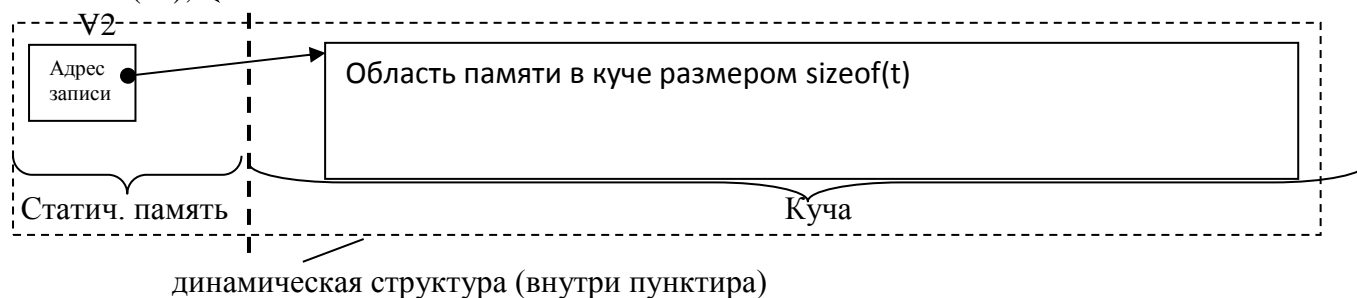 V2
Адрес
записи
Область памяти в куче размером sizeof(t)
Статич. память
Куча
динамическая структура (внутри пунктира)